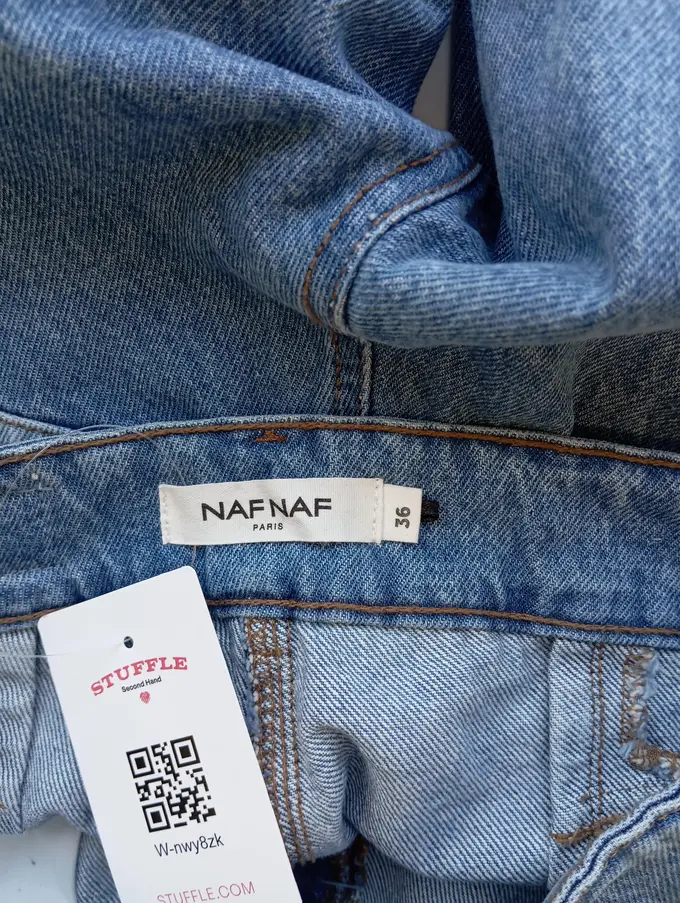 NAFNAF
PARIS
36
STUFFLE
Second Hand
W-nwy8zk
STUFFLE.COM